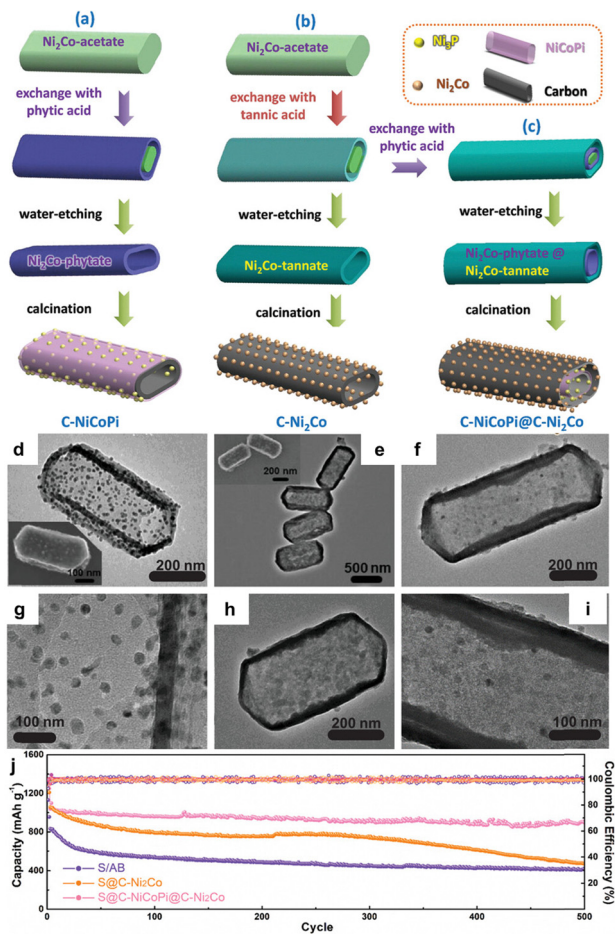 (a)
Ni₂Co-acetate
exchange with
phytic acid
water-etching
Ni₂Co-phytate
calcination
C-NiCoPi
(b)
Ni₂Co-acetate
exchange with
tannic acid
water-etching
Ni₂Co-tannate
calcination
C-Ni₂Co
Ni₃P
NiCoPi
Ni₂Co
Carbon
exchange with
phytic acid
(c)
water-etching
Ni₂Co-phytate @
Ni₂Co-tannate
calcination
C-NiCoPi@C-Ni₂Co
d
100 nm
200 nm
e
200 nm
500 nm
f
200 nm
g
100 nm
h
200 nm
i
100 nm
j
Capacity (mAh g⁻¹)
1600
1200
800
400
0
S/AB
S@C-Ni₂Co
S@C-NiCoPi@C-Ni₂Co
0 100 200 300 400 500
Cycle
Coulombic Efficiency (%)
100
80
60
40
20
0